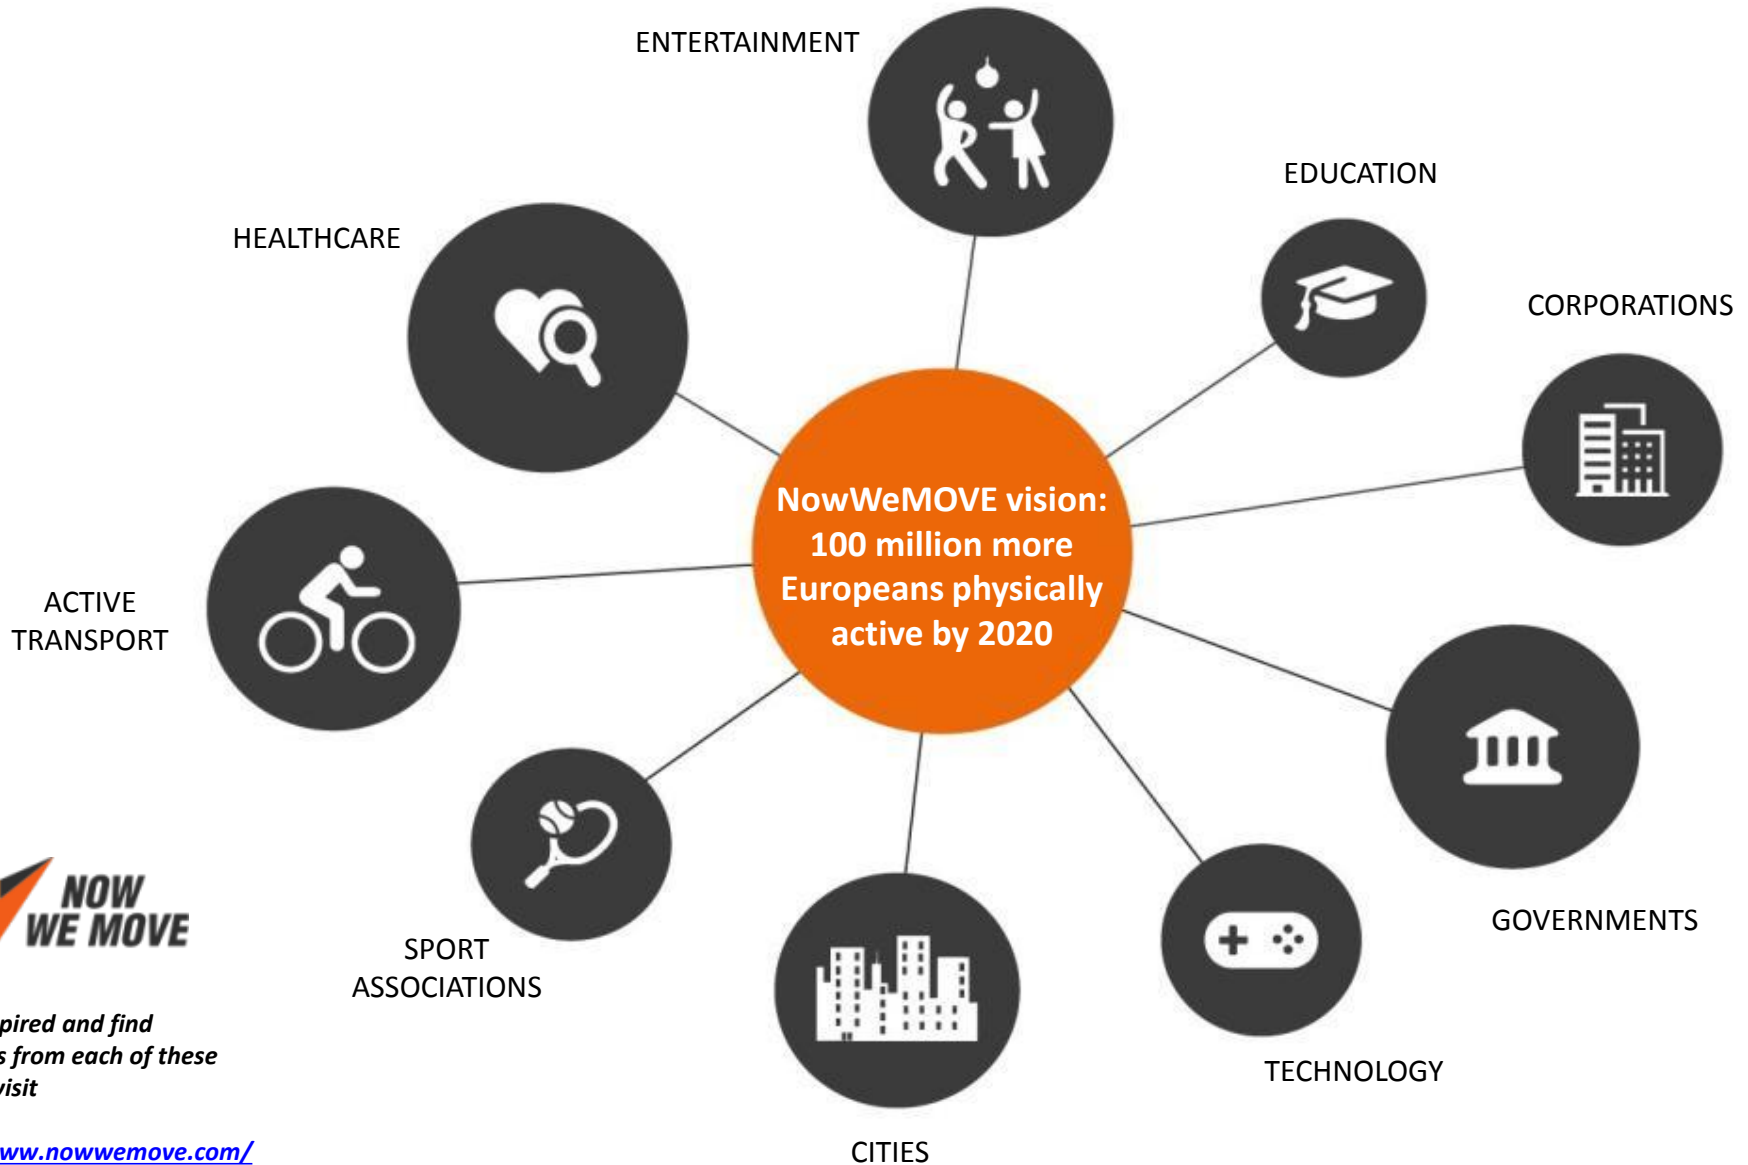 ENTERTAINMENT
EDUCATION
HEALTHCARE
CORPORATIONS
NowWeMOVE vision:
100 million more
Europeans physically
active by 2020
ACTIVE
TRANSPORT
GOVERNMENTS
SPORT
ASSOCIATIONS
TECHNOLOGY
CITIES
NOW
WE MOVE
pired and find
s from each of these
visit
ww.nowwemove.com/